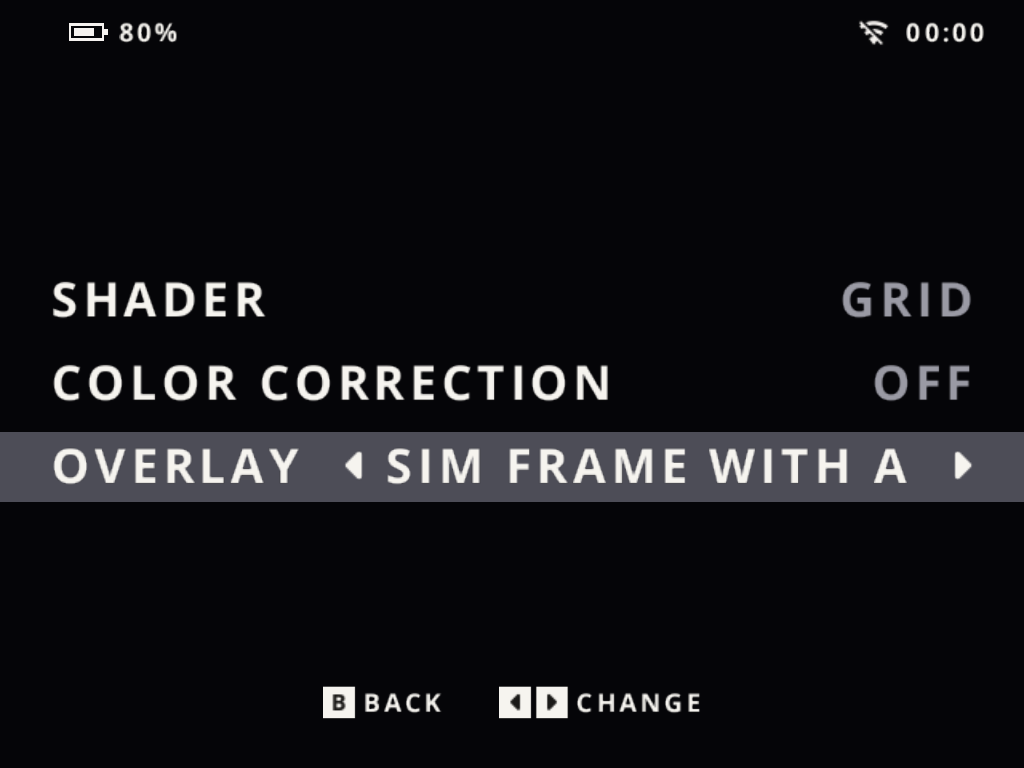 80% 00:00
SHADER GRID
COLOR CORRECTION OFF
OVERLAY SIM FRAME WITH A
B BACK CHANGE